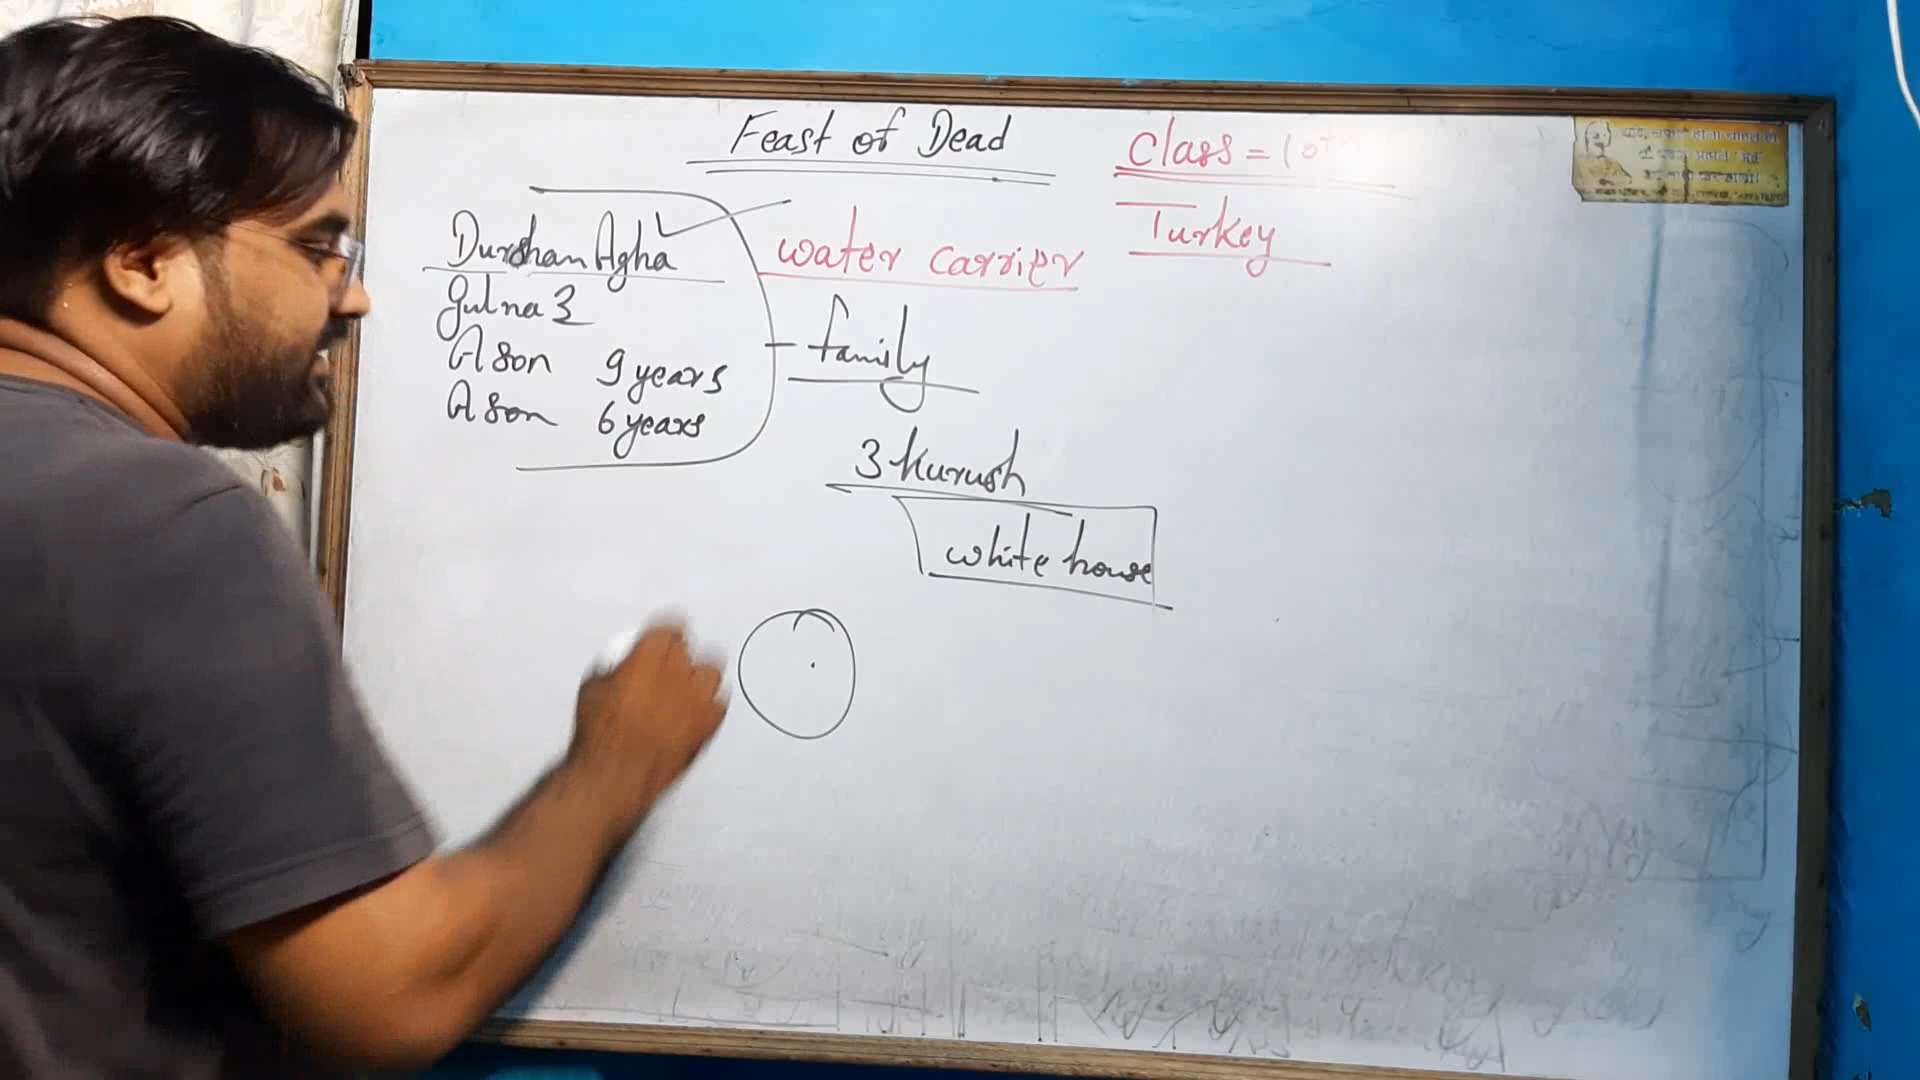 Feast of Dead
Class = 10th
Turkey
Durshan Agha
water carrier
Gulnaz
A son 9 years
A son 6 years
family
3 Kurush
white house